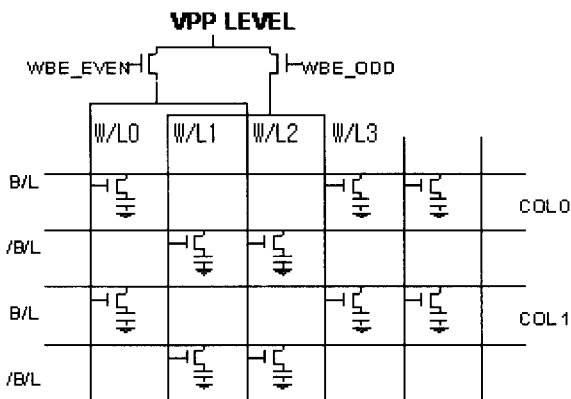 VPP LEVEL
WBE_EVEN
WBE_ODD
W/L0 W/L1 W/L2 W/L3
B/L
COL0
/B/L
B/L
COL1
/B/L